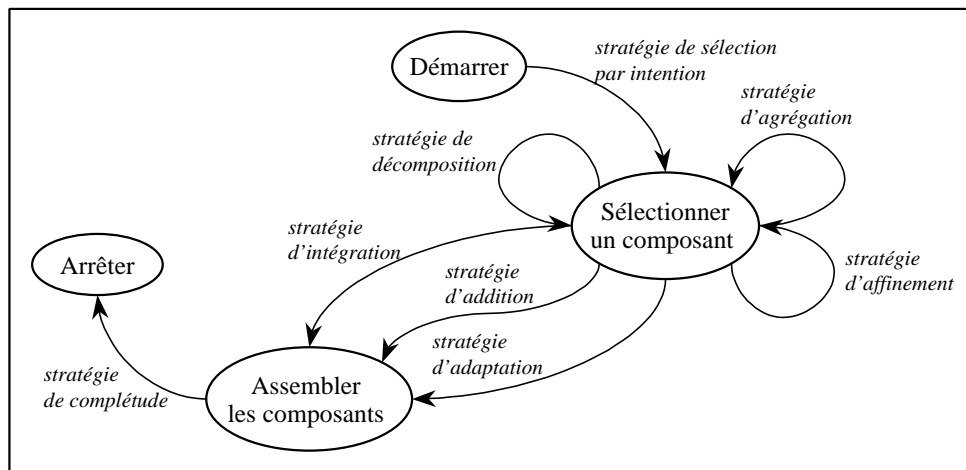 Démarrer
stratégie de sélection
par intention
stratégie
d’agrégation
stratégie de
décomposition
Sélectionner
un composant
stratégie
d’intégration
Arrêter
stratégie
d’affinement
stratégie
d’addition
stratégie
d’adaptation
stratégie
de complétude
Assembler
les composants